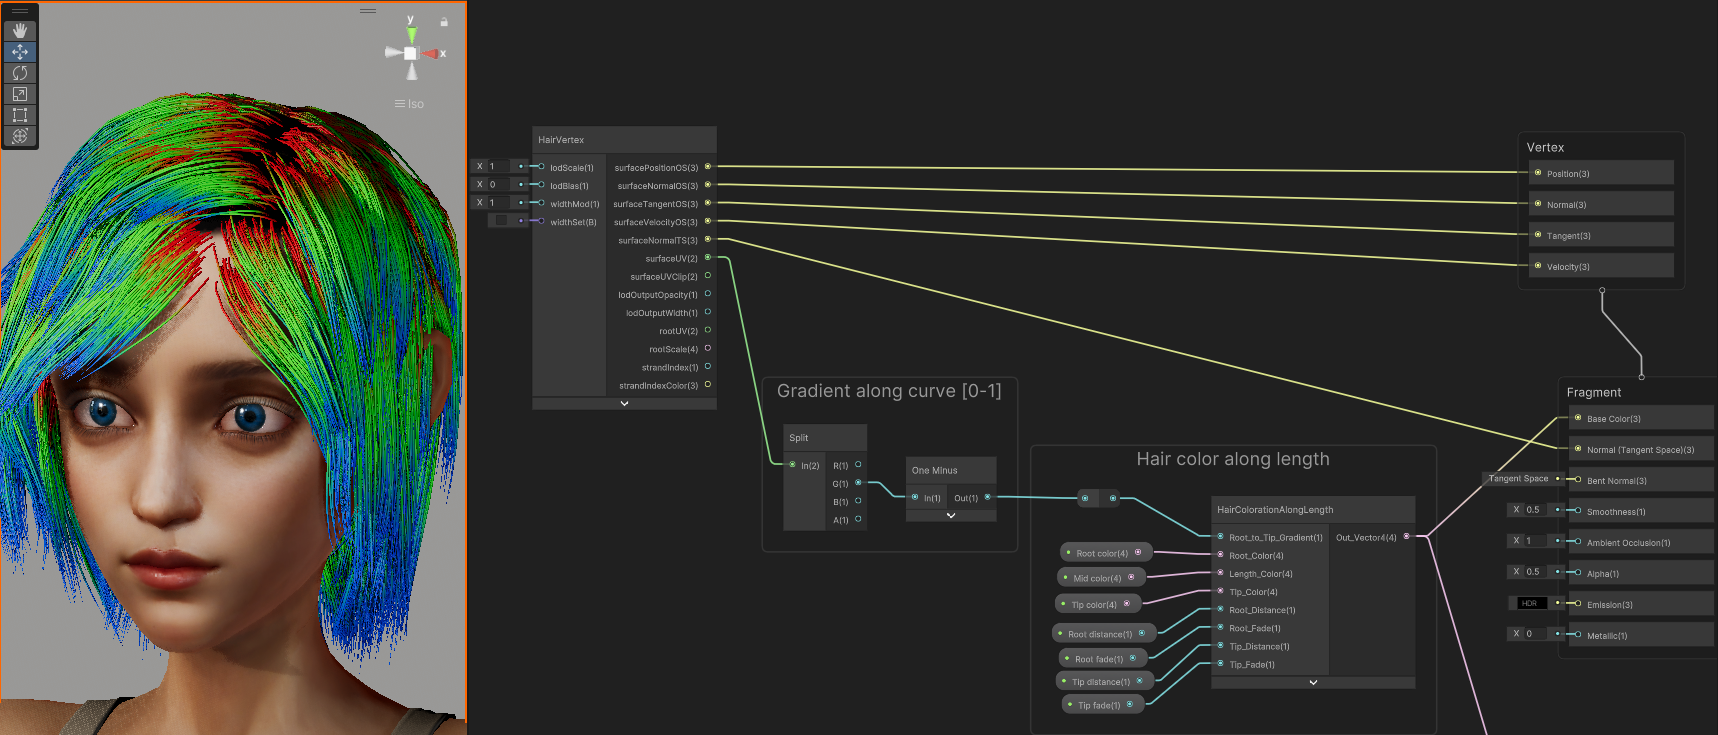 y
x
Iso
HairVertex
X 1
lodScale(1)
surfacePositionOS(3)
X 0
lodBias(1)
surfaceNormalOS(3)
X 1
widthMod(1)
surfaceTangentOS(3)
widthSet(B)
surfaceVelocityOS(3)
surfaceNormalTS(3)
surfaceUV(2)
surfaceUVClip(2)
lodOutputOpacity(1)
lodOutputWidth(1)
rootUV(2)
rootScale(4)
strandIndex(1)
strandIndexColor(3)
Vertex
Position(3)
Normal(3)
Tangent(3)
Velocity(3)
Gradient along curve [0-1]
Split
In(2)
R(1)
G(1)
B(1)
A(1)
One Minus
In(1)
Out(1)
Hair color along length
HairColorationAlongLength
Root_to_Tip_Gradient(1)
Out_Vector4(4)
Root color(4)
Root_Color(4)
Mid color(4)
Length_Color(4)
Tip color(4)
Tip_Color(4)
Root distance(1)
Root_Distance(1)
Root fade(1)
Root_Fade(1)
Tip distance(1)
Tip_Distance(1)
Tip fade(1)
Tip_Fade(1)
Fragment
Base Color(3)
Normal (Tangent Space)(3)
Tangent Space
Bent Normal(3)
X 0.5
Smoothness(1)
X 1
Ambient Occlusion(1)
X 0.5
Alpha(1)
HDR
Emission(3)
X 0
Metallic(1)